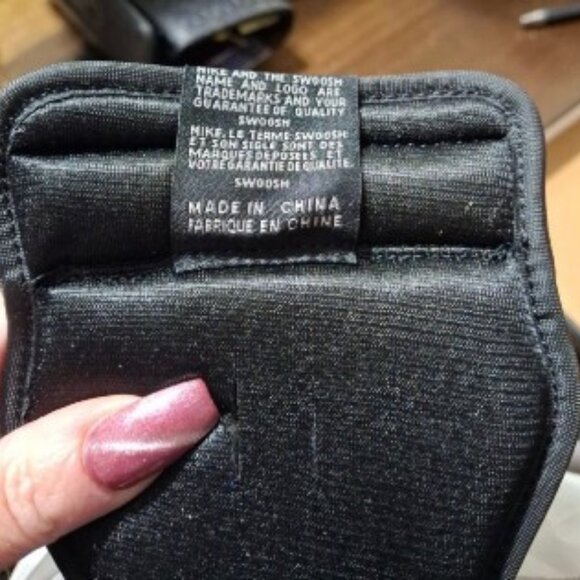 NIKE AND THE SWOOSH
NAME AND LOGO ARE
TRADEMARKS AND YOUR
GUARANTEE OF QUALITY
SWOOSH
NIKE, LE TERME SWOOSH
ET SON SIGLE SONT DES
MARQUES DEPOSEES ET
VOTRE GARANTIE DE QUALITE
SWOOSH
MADE IN CHINA
FABRIQUE EN CHINE